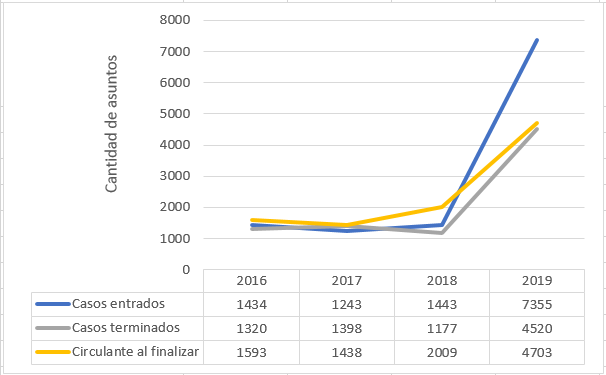 8000
7000
6000
5000
4000
3000
2000
1000
0
Cantidad de asuntos
2016 2017 2018 2019
Casos entrados 1434 1243 1443 7355
Casos terminados 1320 1398 1177 4520
Circulante al finalizar 1593 1438 2009 4703